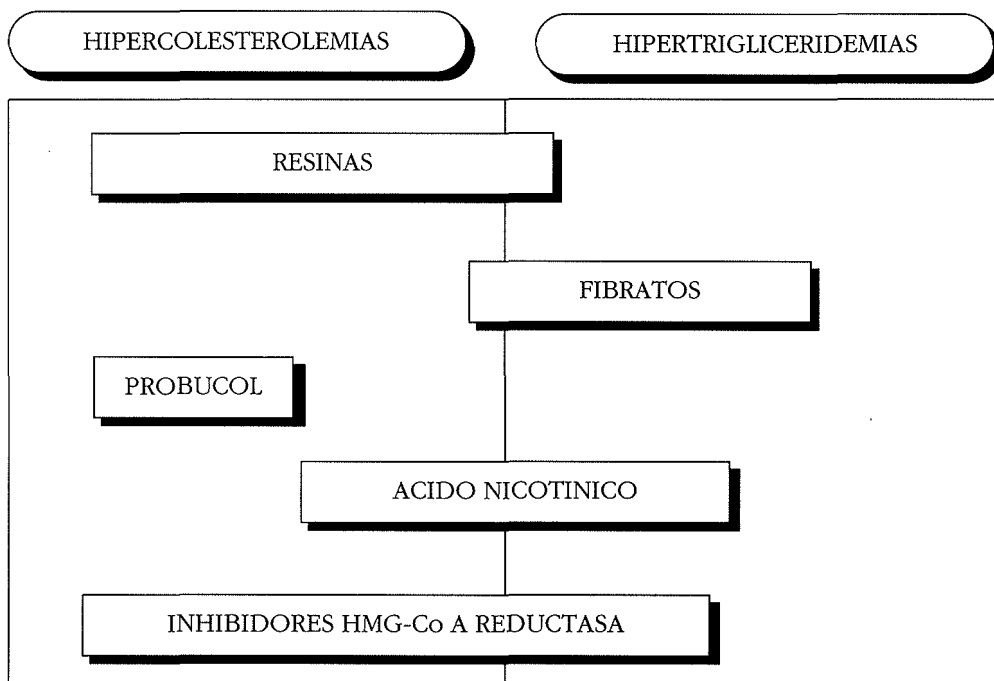 HIPERCOLESTEROLEMIAS
HIPERTRIGLICERIDEMIAS
RESINAS
FIBRATOS
PROBUCOL
ACIDO NICOTINICO
INHIBIDORES HMG-Co A REDUCTASA